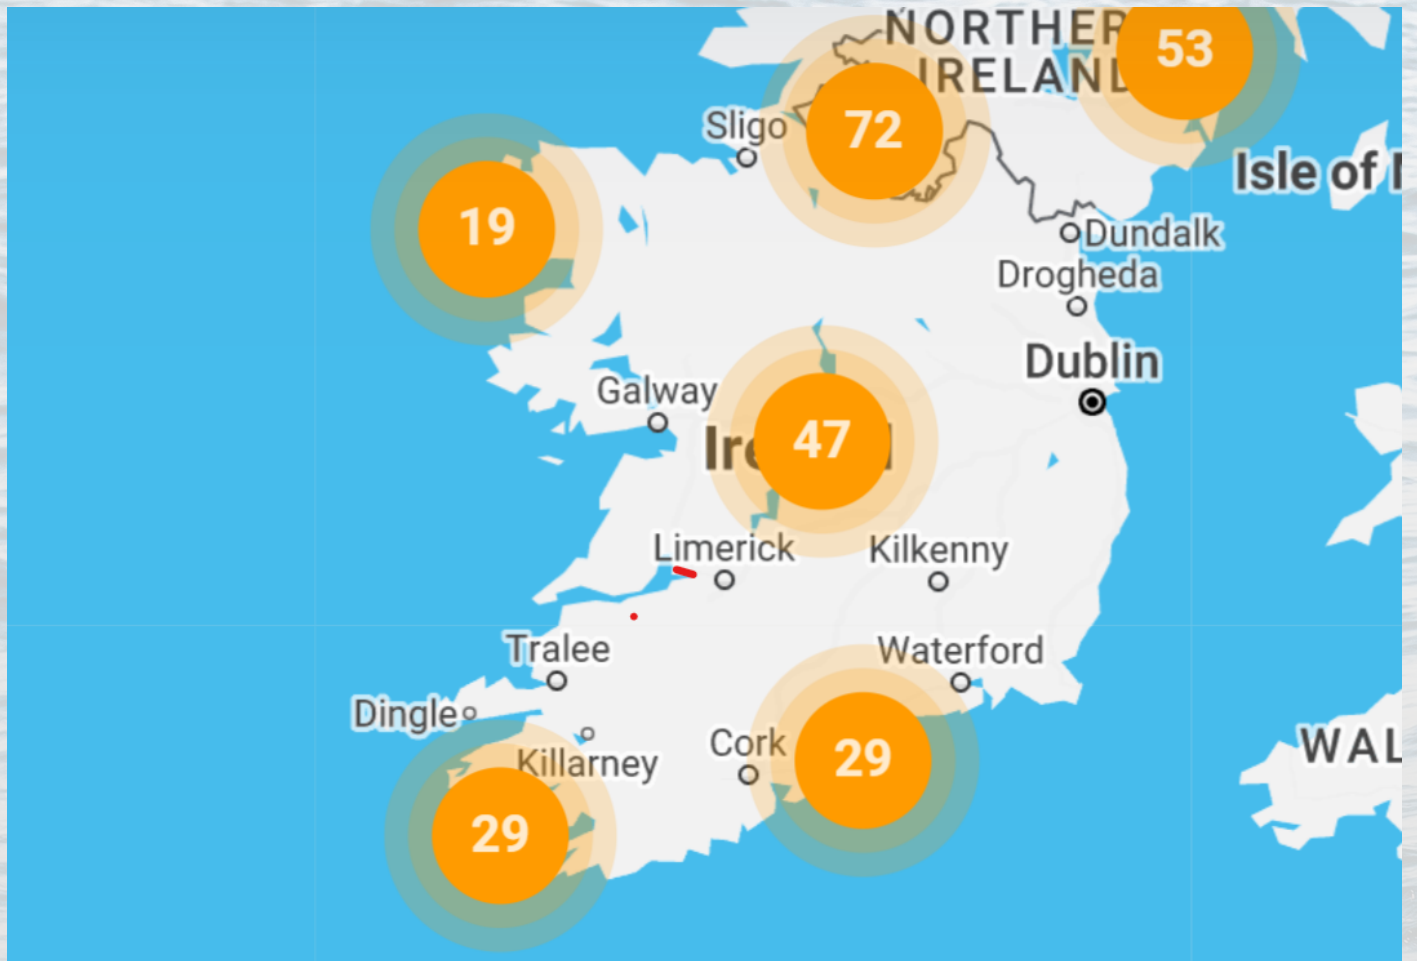 NORTHER
IRELAND
53
72
Sligo
Isle of
19
Dundalk
Drogheda
Dublin
Galway
47
Limerick
Kilkenny
Tralee
Waterford
Dingle
Cork
Killarney
29
WAL
29